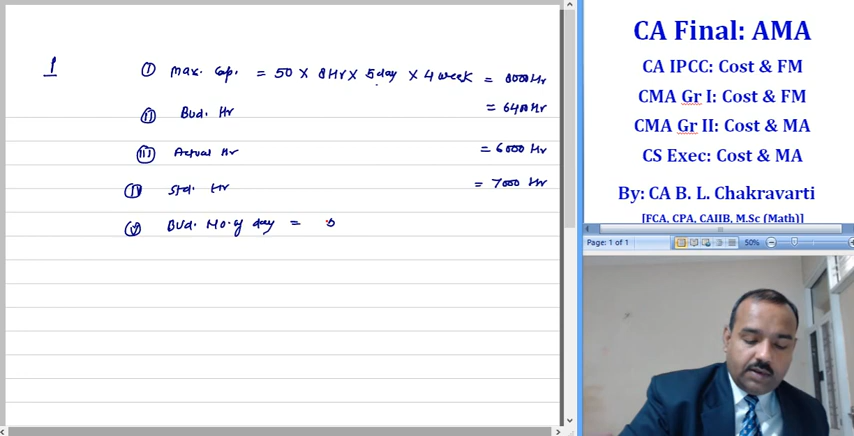 1
(I) Max. Cap. = 50 X 8Hr X 5day X 4 week = 8000Hr
(II) Bud. Hr = 6400Hr
(III) Actual Hr = 6000 Hr
(IV) Std. Hr = 7000 Hr
(V) Bud. No. of day =
CA Final: AMA
CA IPCC: Cost & FM
CMA Gr I: Cost & FM
CMA Gr II: Cost & MA
CS Exec: Cost & MA
By: CA B. L. Chakravarti
[FCA, CPA, CAIIB, M.Sc (Math)]
Page: 1 of 1 50%